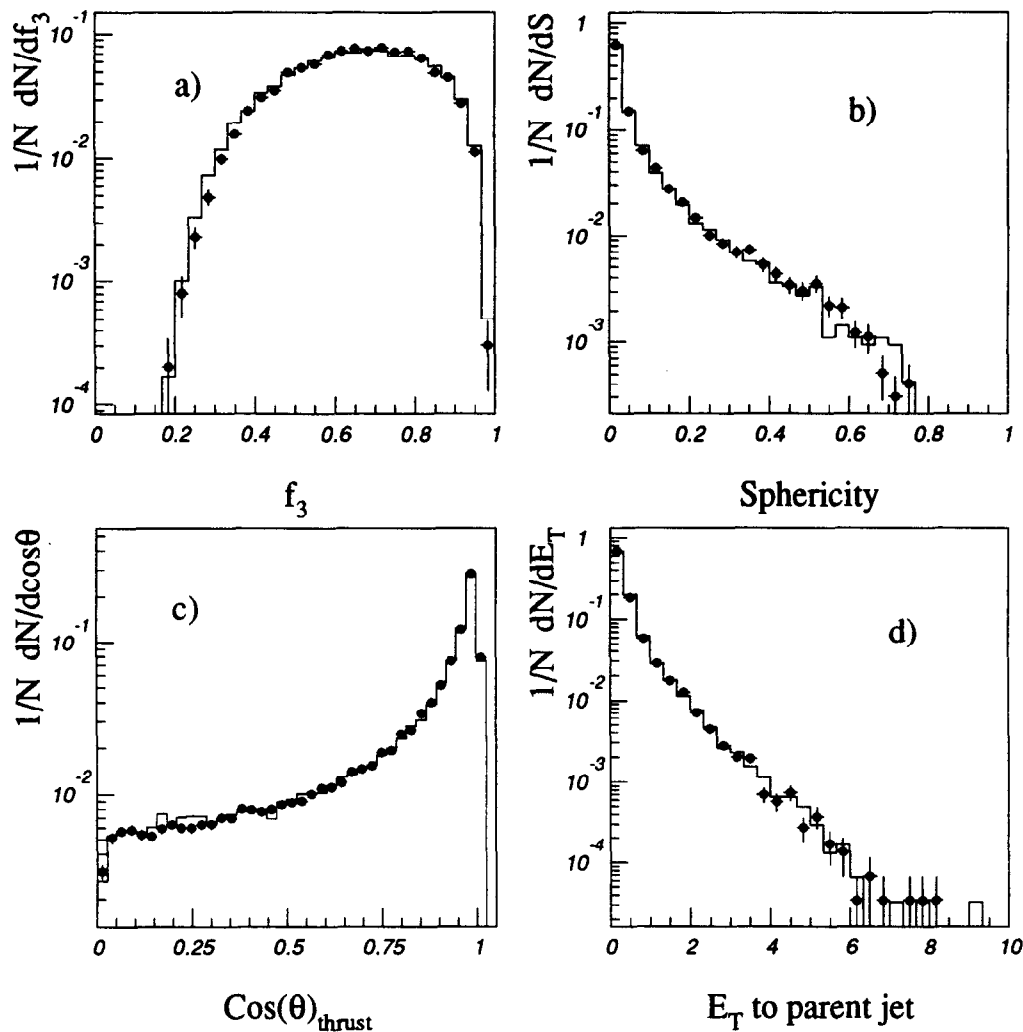 1/N dN/df₃
10⁻¹
10⁻²
10⁻³
10⁻⁴
a)
0 0.2 0.4 0.6 0.8 1
f₃
1/N dN/dS
1
10⁻¹
10⁻²
10⁻³
b)
0 0.2 0.4 0.6 0.8 1
Sphericity
1/N dN/dcosθ
10⁻¹
10⁻²
c)
0 0.25 0.5 0.75 1
Cos(θ)thrust
1/N dN/dE_T
1
10⁻¹
10⁻²
10⁻³
10⁻⁴
d)
0 2 4 6 8 10
E_T to parent jet